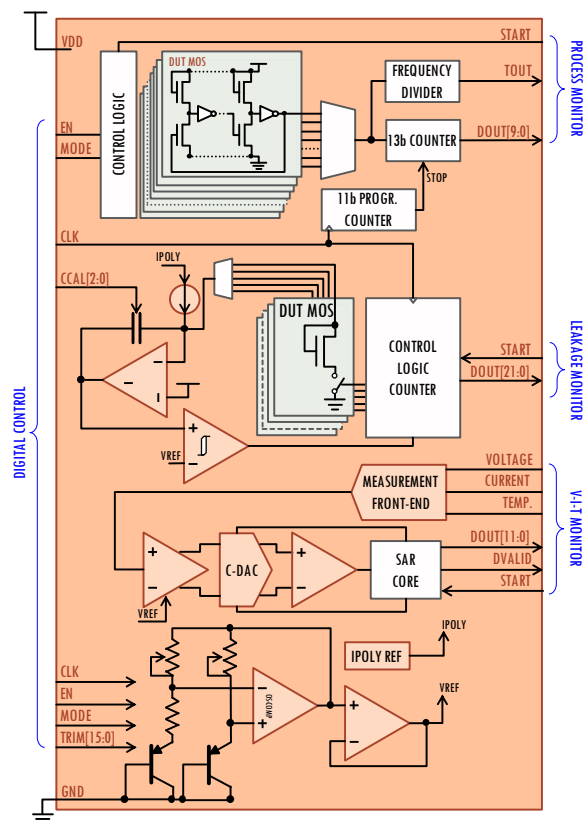 VDD
START
DUT MOS
CONTROL LOGIC
FREQUENCY
DIVIDER
TOUT
PROCESS MONITOR
EN
MODE
13b COUNTER
DOUT[9:0]
STOP
11b PROGR.
COUNTER
CLK
IPOLY
CCAL[2:0]
DUT MOS
CONTROL
LOGIC
COUNTER
START
DOUT[21:0]
LEAKAGE MONITOR
DIGITAL CONTROL
VREF
MEASUREMENT
FRONT-END
VOLTAGE
CURRENT
TEMP.
V-I-T MONITOR
C-DAC
SAR
CORE
DOUT[11:0]
DVALID
START
VREF
IPOLY
IPOLY REF
CLK
EN
MODE
TRIM[15:0]
OSCOMP
VREF
GND